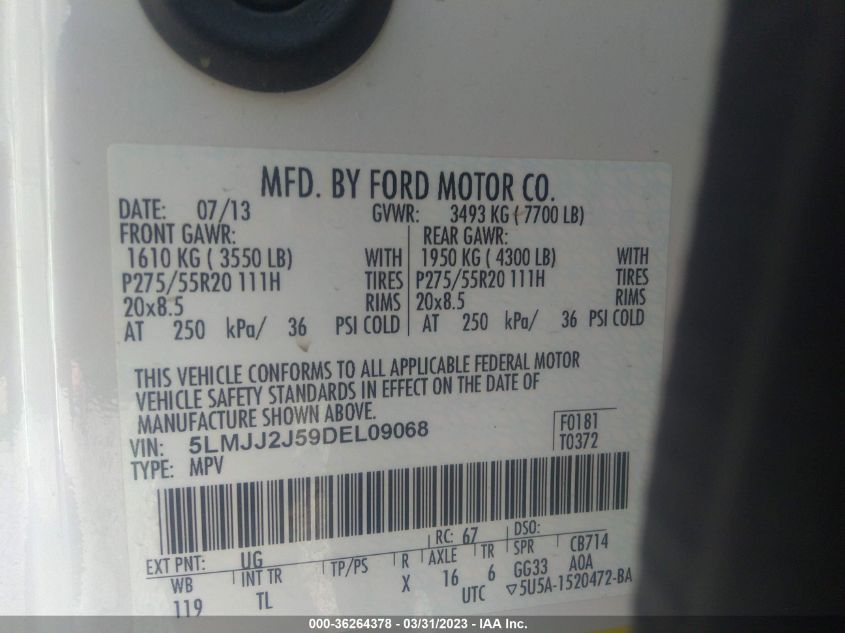 MFD. BY FORD MOTOR CO.
DATE: 07/13 GVWR: 3493 KG ( 7700 LB)
FRONT GAWR: REAR GAWR:
1610 KG ( 3550 LB) WITH 1950 KG ( 4300 LB) WITH
P275/55R20 111H TIRES P275/55R20 111H TIRES
20x8.5 RIMS 20x8.5 RIMS
AT 250 kPa/ 36 PSI COLD AT 250 kPa/ 36 PSI COLD
THIS VEHICLE CONFORMS TO ALL APPLICABLE FEDERAL MOTOR
VEHICLE SAFETY STANDARDS IN EFFECT ON THE DATE OF
MANUFACTURE SHOWN ABOVE.
VIN: 5LMJJ2J59DEL09068 F0181
TYPE: MPV T0372
EXT PNT: UG RC: 67 DSO:
WB INT TR TP/PS R AXLE TR SPR CB714
119 TL X 16 6 GG33 AOA
UTC ▽5U5A-1520472-BA
000-36264378 - 03/31/2023 - IAA Inc.